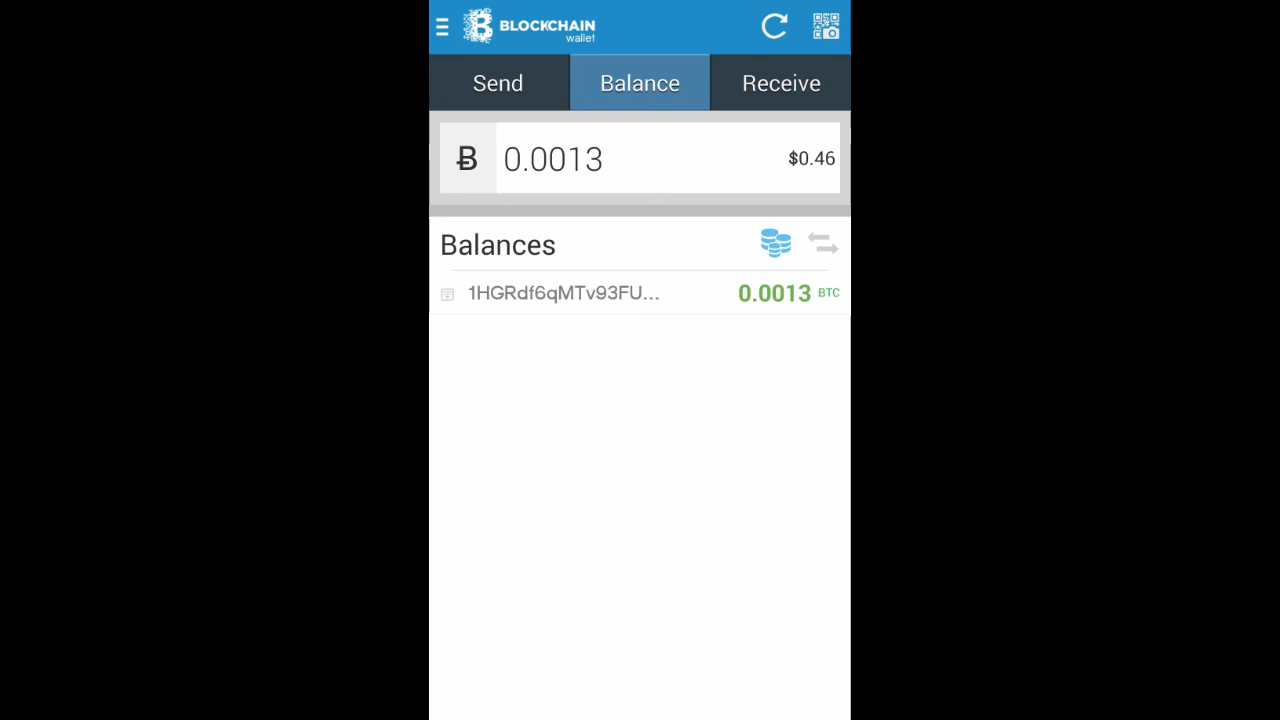 BLOCKCHAIN
wallet
Send Balance Receive
Ƀ 0.0013 $0.46
Balances
1HGRdf6qMTv93FU... 0.0013 BTC